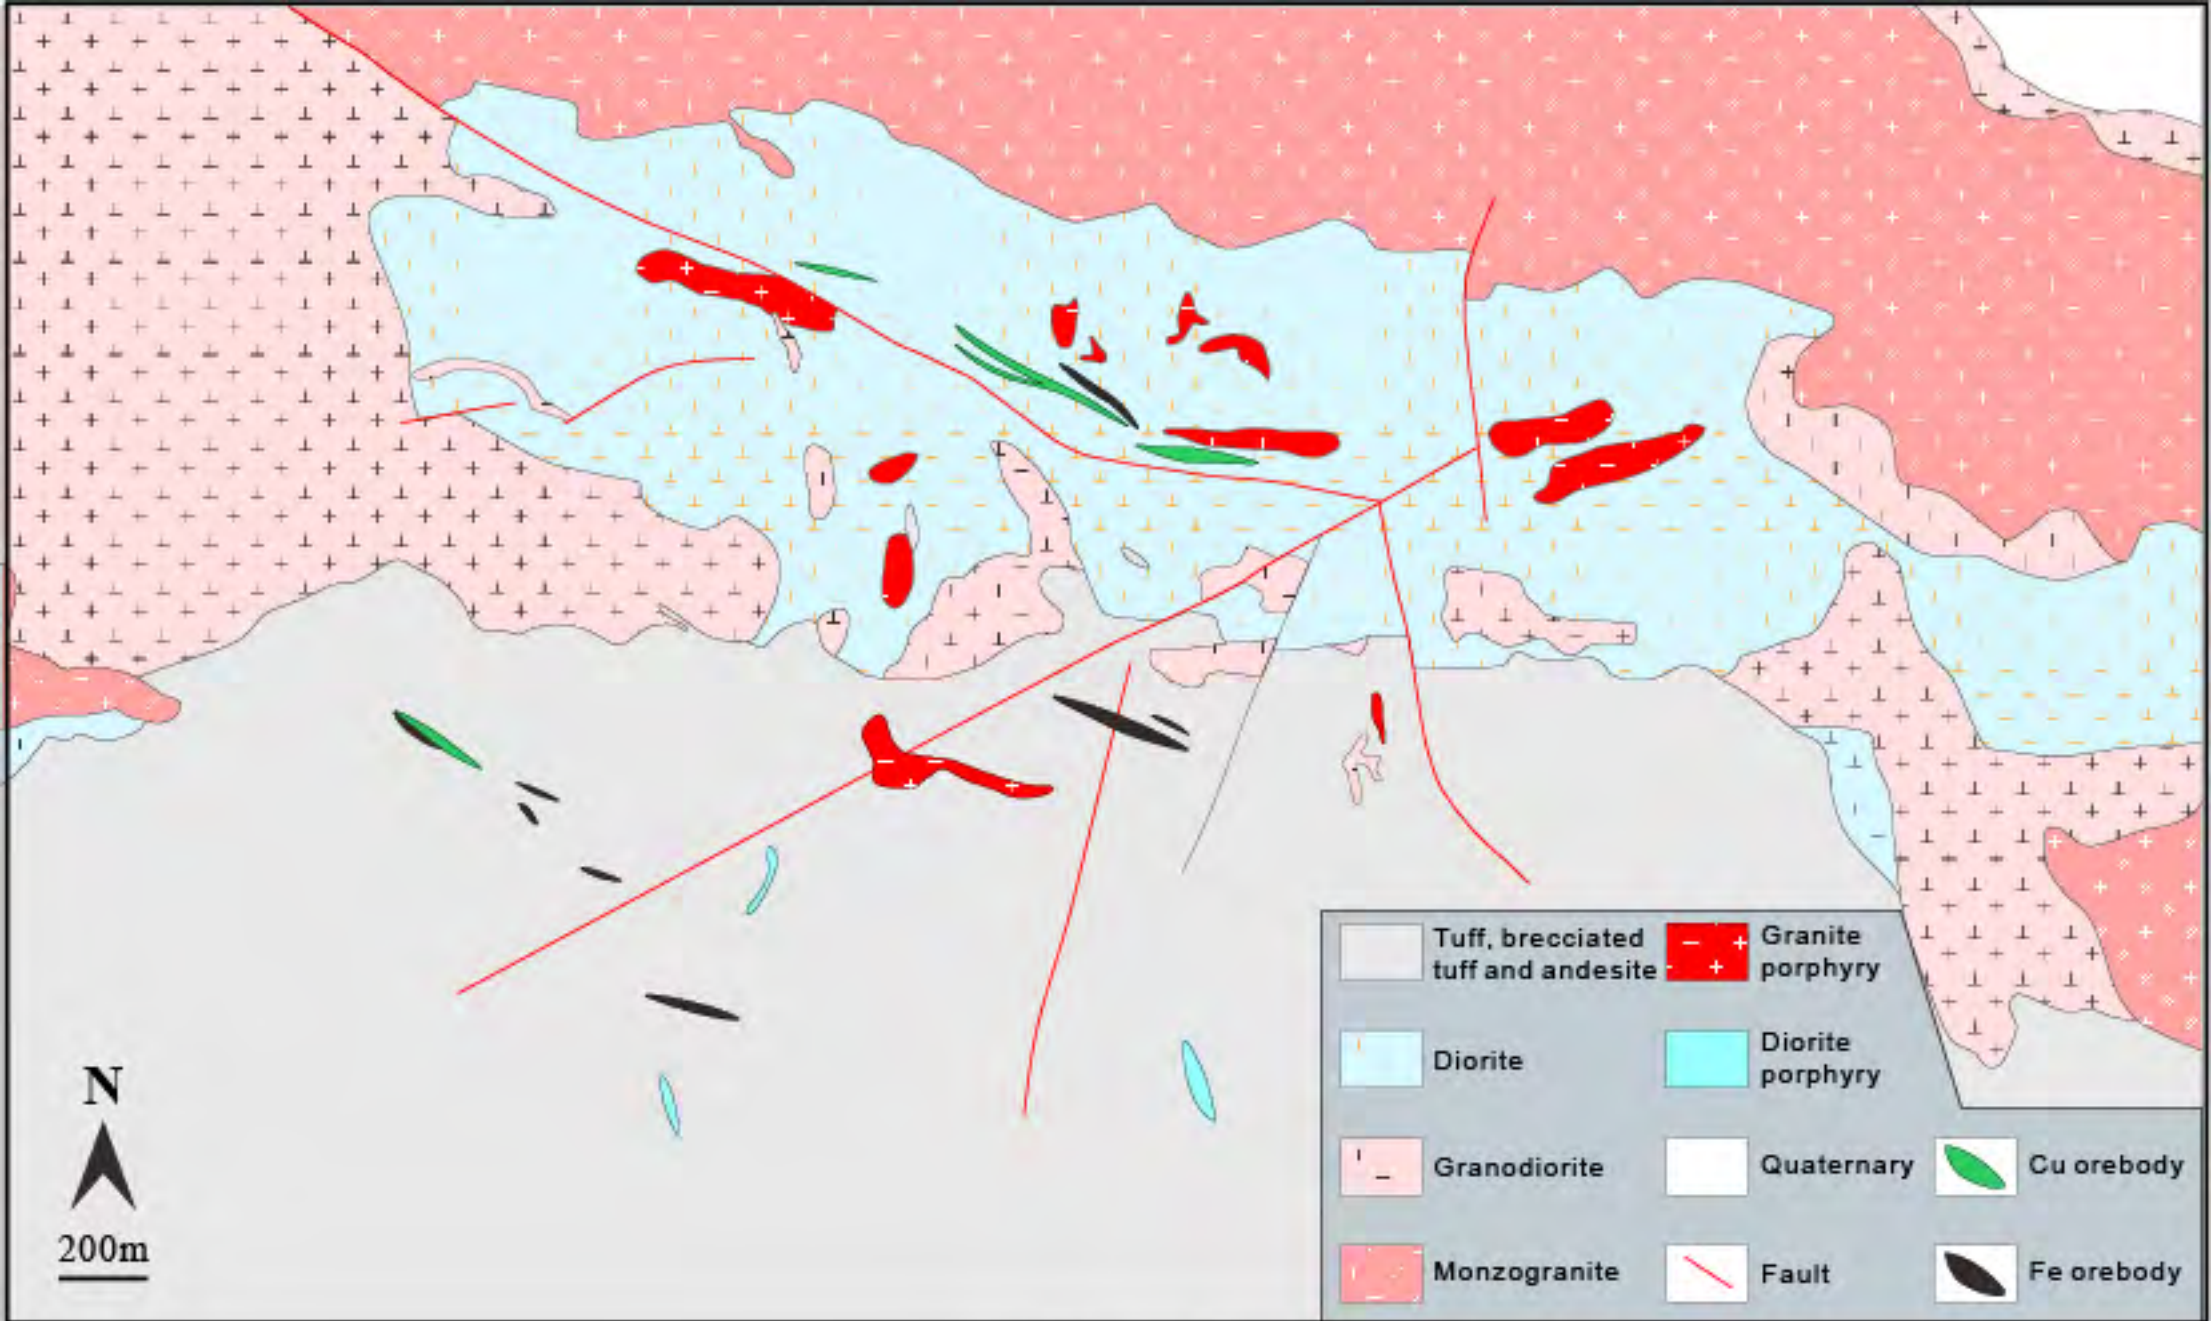 N
200m
Tuff, brecciated
tuff and andesite
Granite
porphyry
Diorite
Diorite
porphyry
Granodiorite
Quaternary
Cu orebody
Monzogranite
Fault
Fe orebody